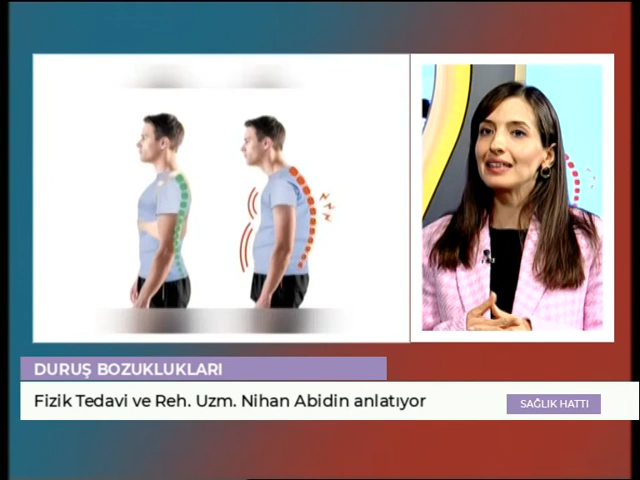 DURUŞ BOZUKLUKLARI
Fizik Tedavi ve Reh. Uzm. Nihan Abidin anlatıyor
SAĞLIK HATTI